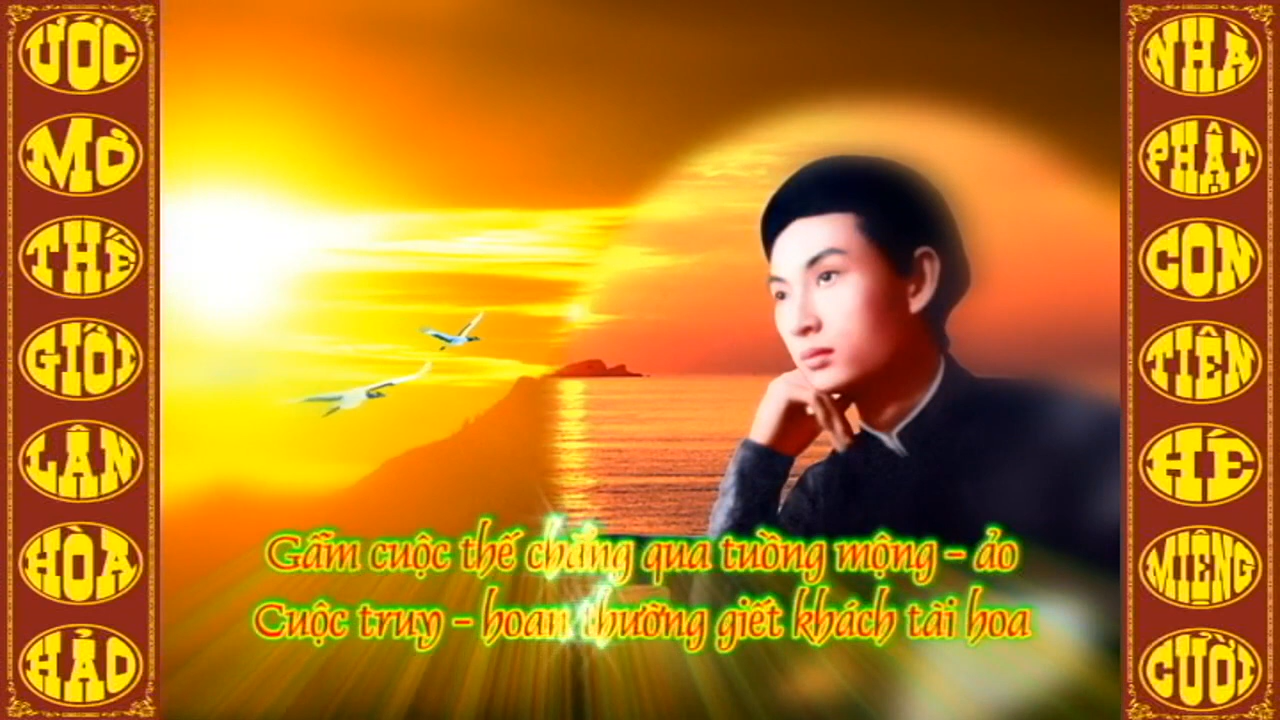 ƯỚC
MƠ
THẾ
GIỚI
LÂN
HÒA
HẢO
Gẫm cuộc thế chẳng qua tuồng mộng - ảo
Cuộc truy - hoan thường giết khách tài hoa
NHÀ
PHẬT
CON
TIÊN
HÉ
MIỆNG
CƯỜI